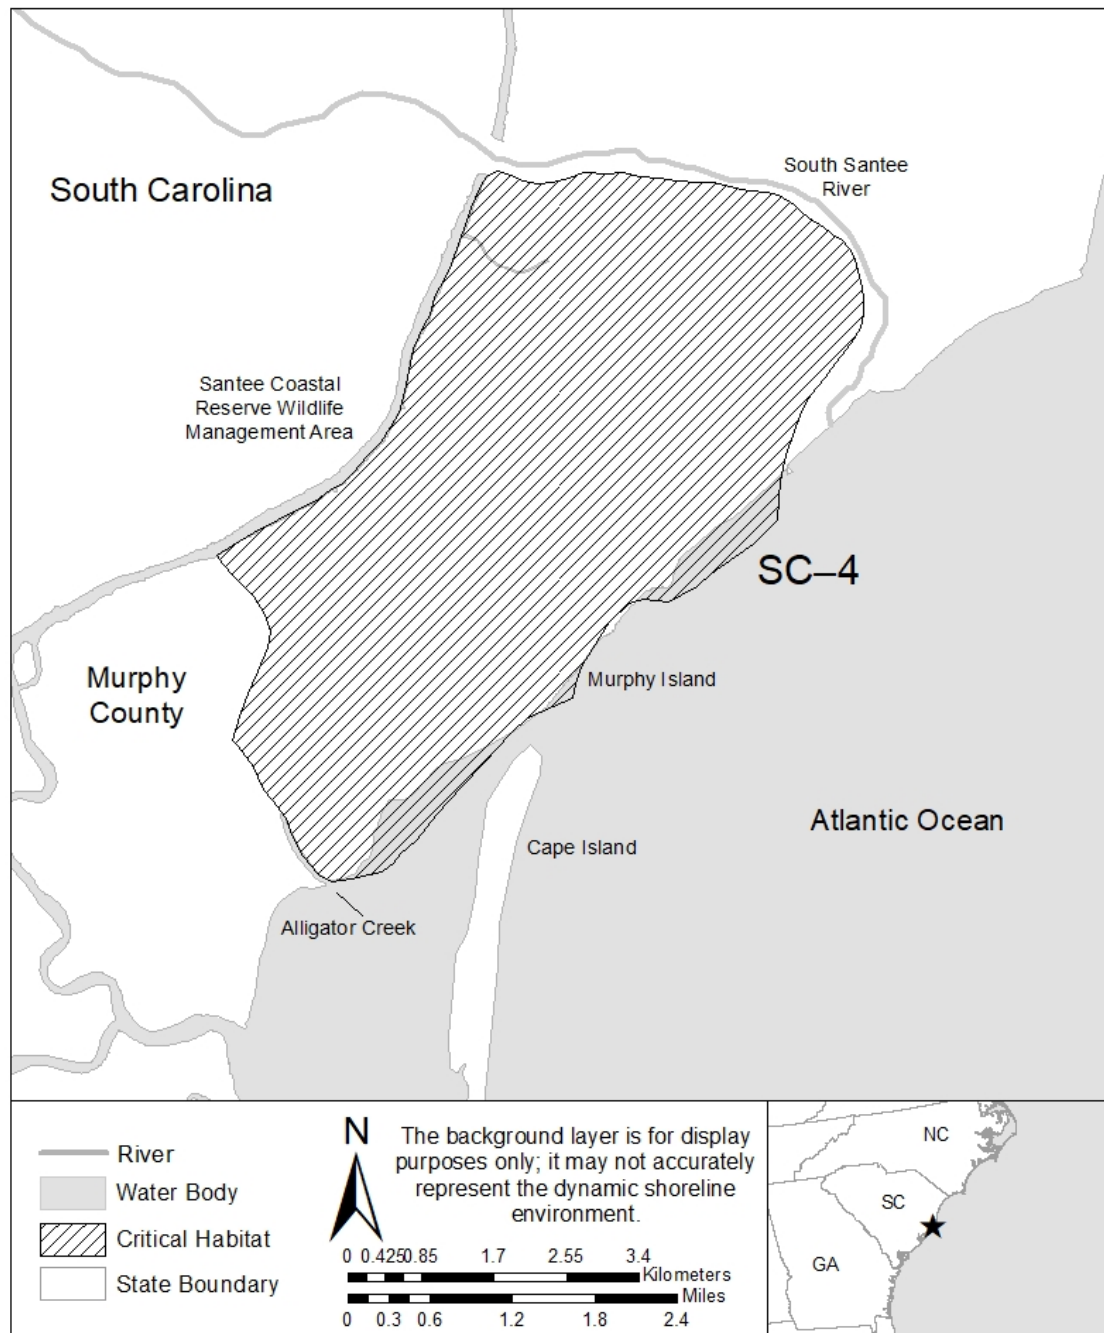 South Carolina
South Santee
River
Santee Coastal
Reserve Wildlife
Management Area
SC–4
Murphy
County
Murphy Island
Atlantic Ocean
Cape Island
Alligator Creek
River
Water Body
Critical Habitat
State Boundary
N
The background layer is for display
purposes only; it may not accurately
represent the dynamic shoreline
environment.
0 0.425 0.85 1.7 2.55 3.4
Kilometers
Miles
0 0.3 0.6 1.2 1.8 2.4
NC
SC
GA